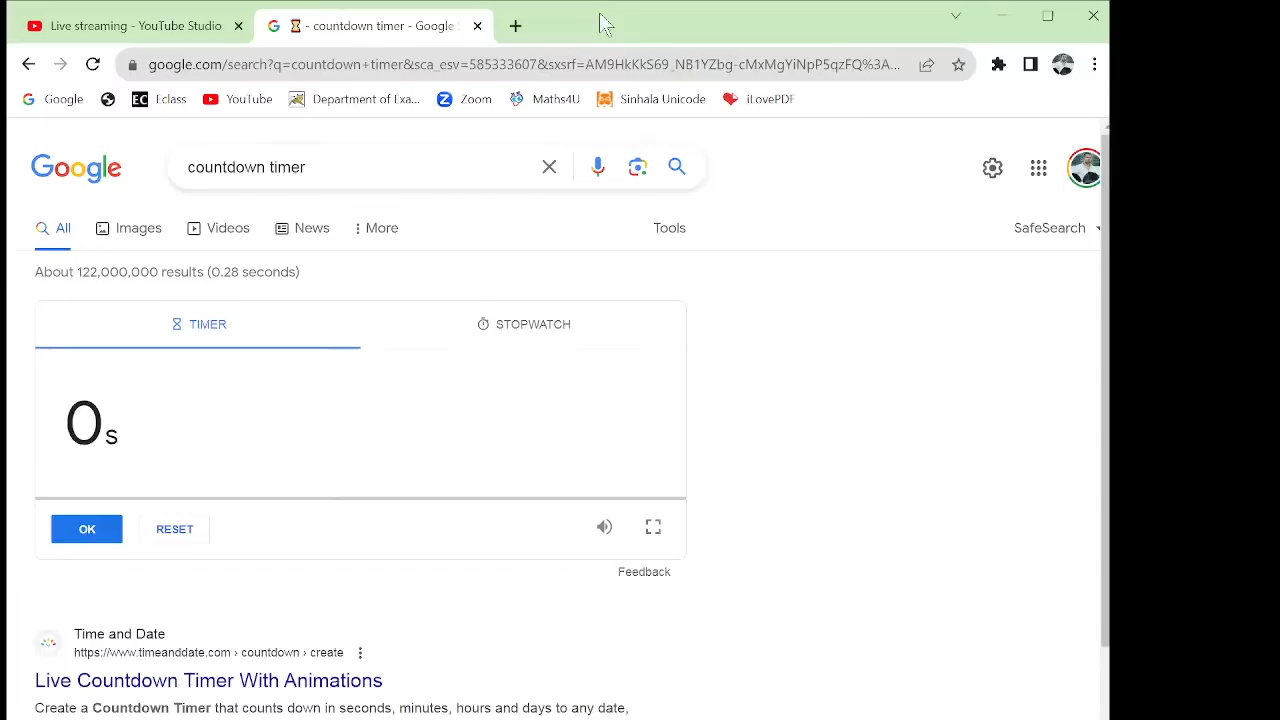 Live streaming - YouTube Studio
- countdown timer - Google
google.com/search?q=countdown+timer&sca_esv=585333607&sxsrf=AM9HkKkS69_NB1YZbg-cMxMgYiNpP5qzFQ%3A...
Google
EC Eclass
YouTube
Department of Exa...
Z Zoom
Maths4U
Sinhala Unicode
iLovePDF
Google
countdown timer
All
Images
Videos
News
More
Tools
SafeSearch
About 122,000,000 results (0.28 seconds)
TIMER
STOPWATCH
0s
OK
RESET
Feedback
Time and Date
https://www.timeanddate.com › countdown › create
Live Countdown Timer With Animations
Create a Countdown Timer that counts down in seconds, minutes, hours and days to any date,